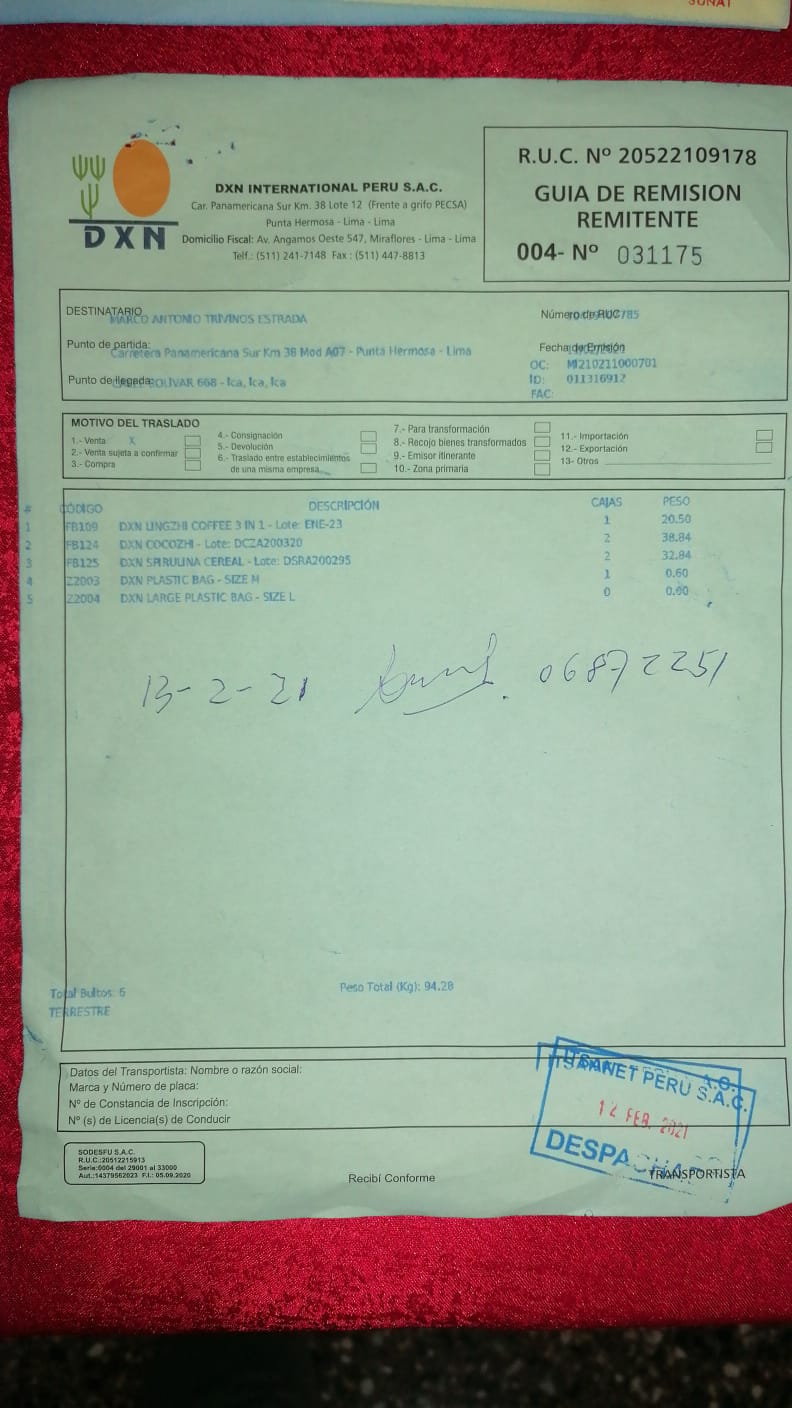 SUNAT
DXN
DXN INTERNATIONAL PERU S.A.C.
Car. Panamericana Sur Km. 38 Lote 12 (Frente a grifo PECSA)
Punta Hermosa - Lima - Lima
Domicilio Fiscal: Av. Angamos Oeste 547, Miraflores - Lima - Lima
Telf.: (511) 241-7148 Fax : (511) 447-8813
R.U.C. Nº 20522109178
GUIA DE REMISION
REMITENTE
004- Nº 031175
DESTINATARIO
MARCO ANTONIO TRIVINOS ESTRADA
Número de RUC
Punto de partida:
Carretera Panamericana Sur Km 38 Mod A07 - Punta Hermosa - Lima
Fecha de Emisión
OC: MI210211000701
Punto de llegada:
BOLIVAR 668 - Ica, Ica, Ica
ID: 011316912
FAC:
MOTIVO DEL TRASLADO
1.- Venta X
2.- Venta sujeta a confirmar
3.- Compra
4.- Consignación
5.- Devolución
6.- Traslado entre establecimientos
de una misma empresa
7.- Para transformación
8.- Recojo bienes transformados
9.- Emisor itinerante
10.- Zona primaria
11.- Importación
12.- Exportación
13- Otros
# CÓDIGO DESCRIPCIÓN CAJAS PESO
1 FB109 DXN LINGZHI COFFEE 3 IN 1 - Lote: ENE-23 1 20.50
2 FB124 DXN COCOZHI - Lote: DCZA200320 2 38.84
3 FB125 DXN SPIRULINA CEREAL - Lote: DSRA200295 2 32.84
4 Z2003 DXN PLASTIC BAG - SIZE M 1 0.60
5 Z2004 DXN LARGE PLASTIC BAG - SIZE L 0 0.00
13-2-21 06872251
Total Bultos: 6 Peso Total (Kg): 94.28
TERRESTRE
Datos del Transportista: Nombre o razón social:
Marca y Número de placa:
Nº de Constancia de Inscripción:
Nº (s) de Licencia(s) de Conducir
PERU S.A.C.
12 FEB. 2021
SODESFU S.A.C.
R.U.C.:20512215913
Serie:0004 del 29001 al 33000
Aut.:14379562023 F.I.: 05.09.2020
Recibí Conforme
TRANSPORTISTA